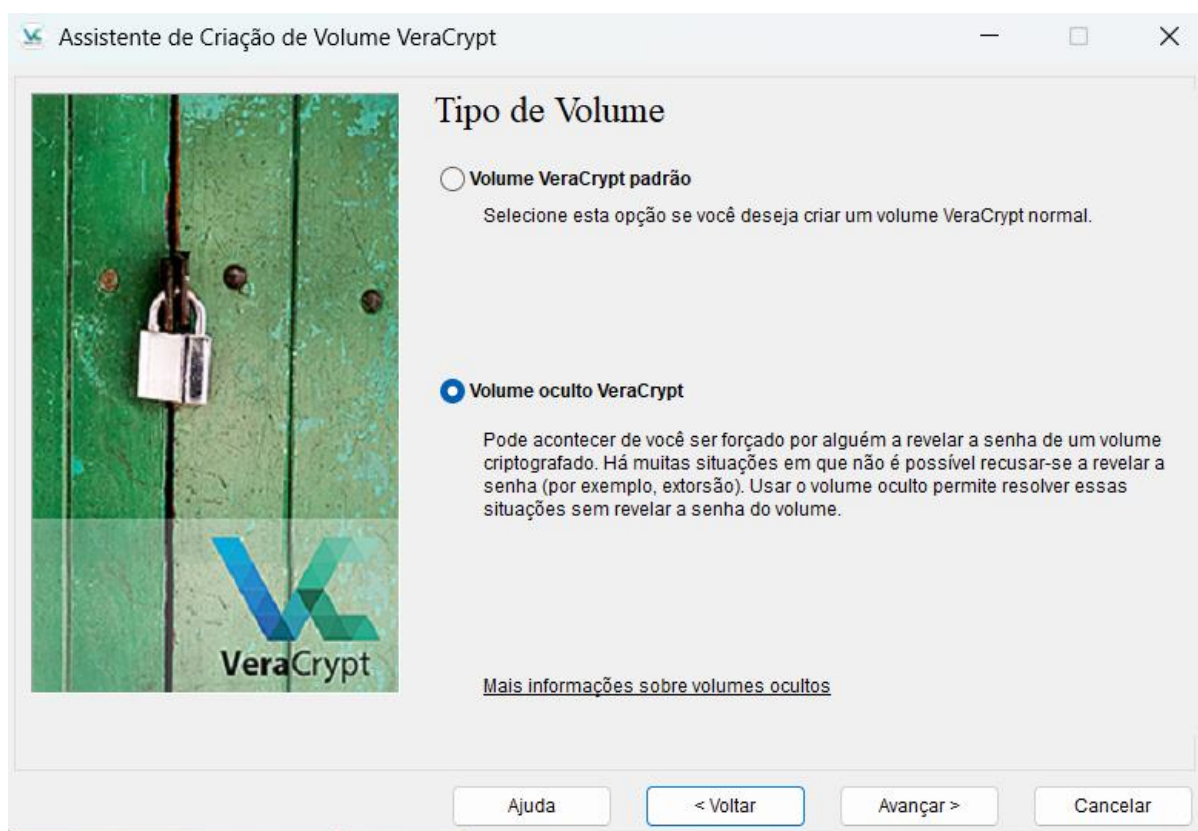 Assistente de Criação de Volume VeraCrypt
Tipo de Volume
Volume VeraCrypt padrão
Selecione esta opção se você deseja criar um volume VeraCrypt normal.
Volume oculto VeraCrypt
Pode acontecer de você ser forçado por alguém a revelar a senha de um volume
criptografado. Há muitas situações em que não é possível recusar-se a revelar a
senha (por exemplo, extorsão). Usar o volume oculto permite resolver essas
situações sem revelar a senha do volume.
VeraCrypt
Mais informações sobre volumes ocultos
Ajuda
< Voltar
Avançar >
Cancelar